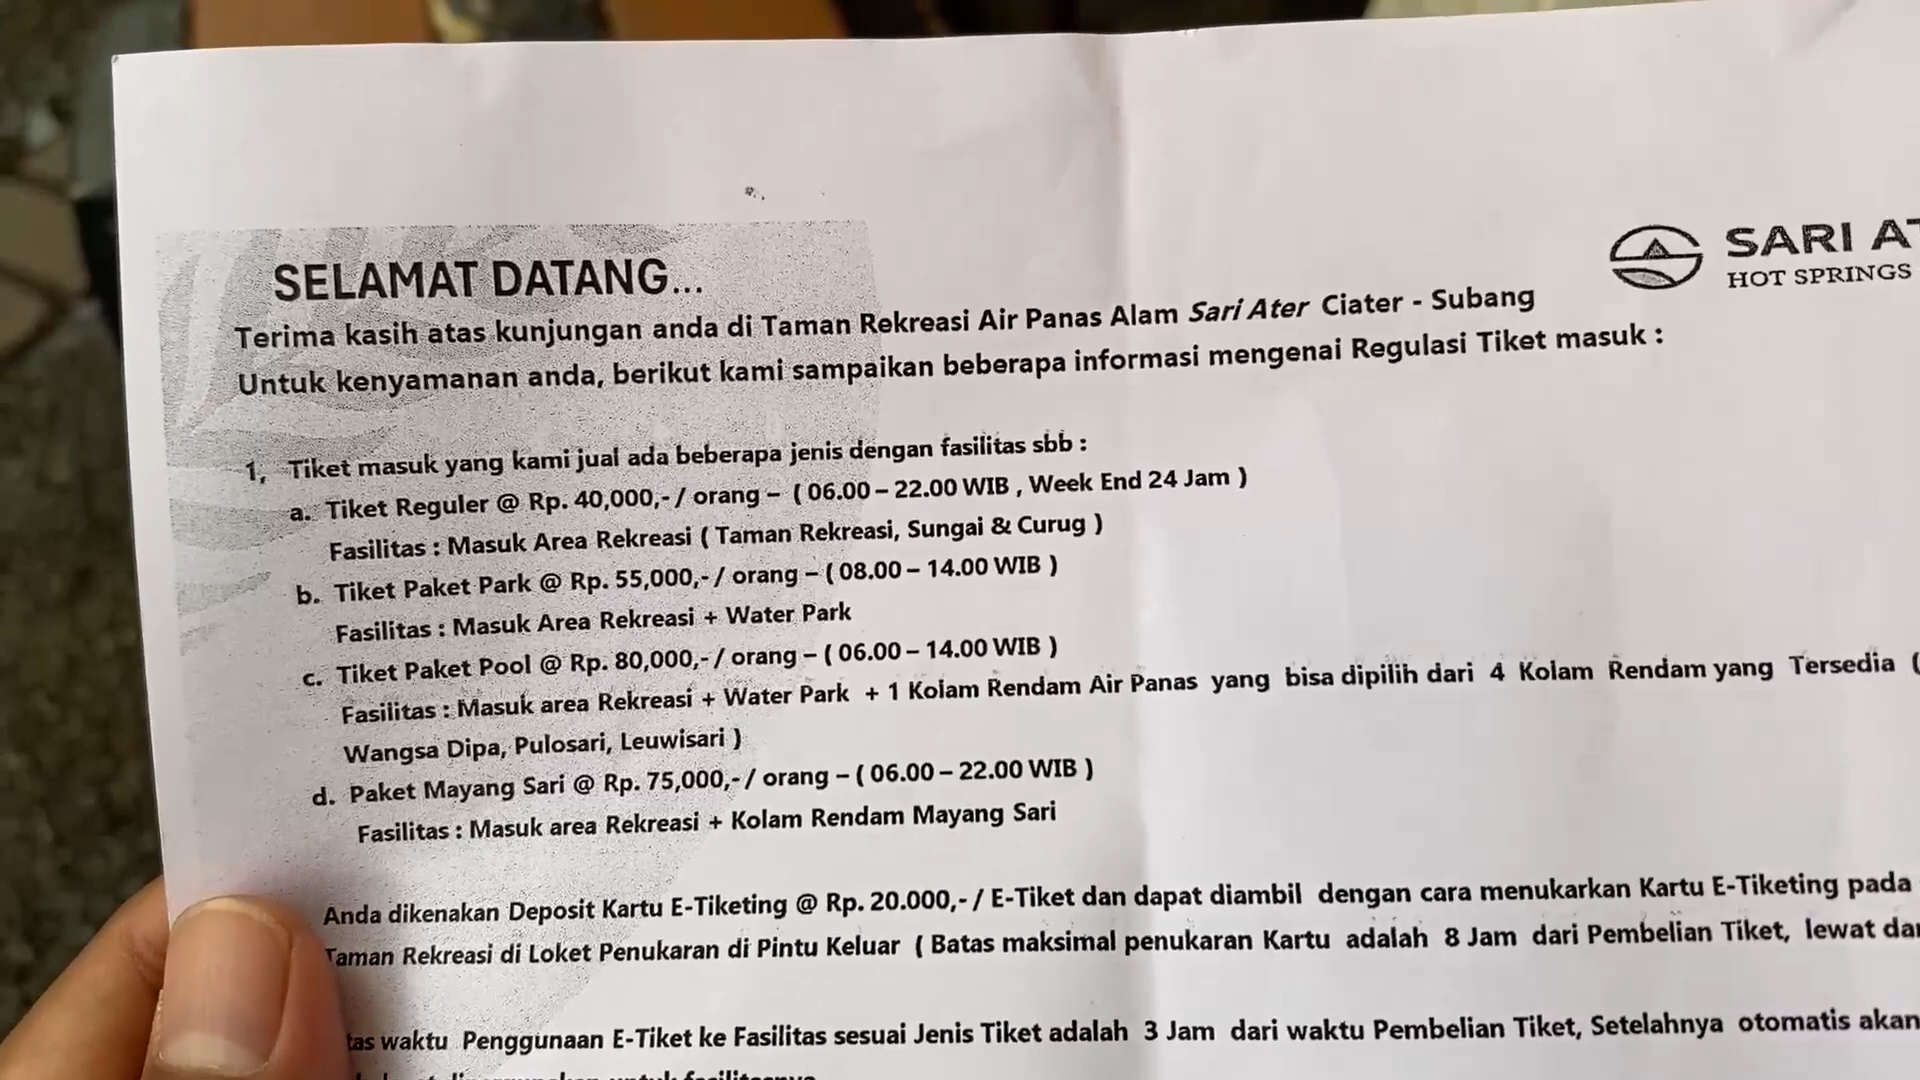 SELAMAT DATANG...
SARI AT
HOT SPRINGS
Terima kasih atas kunjungan anda di Taman Rekreasi Air Panas Alam Sari Ater Ciater - Subang
Untuk kenyamanan anda, berikut kami sampaikan beberapa informasi mengenai Regulasi Tiket masuk :
1, Tiket masuk yang kami jual ada beberapa jenis dengan fasilitas sbb :
a. Tiket Reguler @ Rp. 40,000,- / orang – ( 06.00 – 22.00 WIB , Week End 24 Jam )
Fasilitas : Masuk Area Rekreasi ( Taman Rekreasi, Sungai & Curug )
b. Tiket Paket Park @ Rp. 55,000,- / orang – ( 08.00 – 14.00 WIB )
Fasilitas : Masuk Area Rekreasi + Water Park
c. Tiket Paket Pool @ Rp. 80,000,- / orang – ( 06.00 – 14.00 WIB )
Fasilitas : Masuk area Rekreasi + Water Park + 1 Kolam Rendam Air Panas yang bisa dipilih dari 4 Kolam Rendam yang Tersedia (
Wangsa Dipa, Pulosari, Leuwisari )
d. Paket Mayang Sari @ Rp. 75,000,- / orang – ( 06.00 – 22.00 WIB )
Fasilitas : Masuk area Rekreasi + Kolam Rendam Mayang Sari
Anda dikenakan Deposit Kartu E-Tiketing @ Rp. 20.000,- / E-Tiket dan dapat diambil dengan cara menukarkan Kartu E-Tiketing pada
Taman Rekreasi di Loket Penukaran di Pintu Keluar ( Batas maksimal penukaran Kartu adalah 8 Jam dari Pembelian Tiket, lewat dar
tas waktu Penggunaan E-Tiket ke Fasilitas sesuai Jenis Tiket adalah 3 Jam dari waktu Pembelian Tiket, Setelahnya otomatis akan